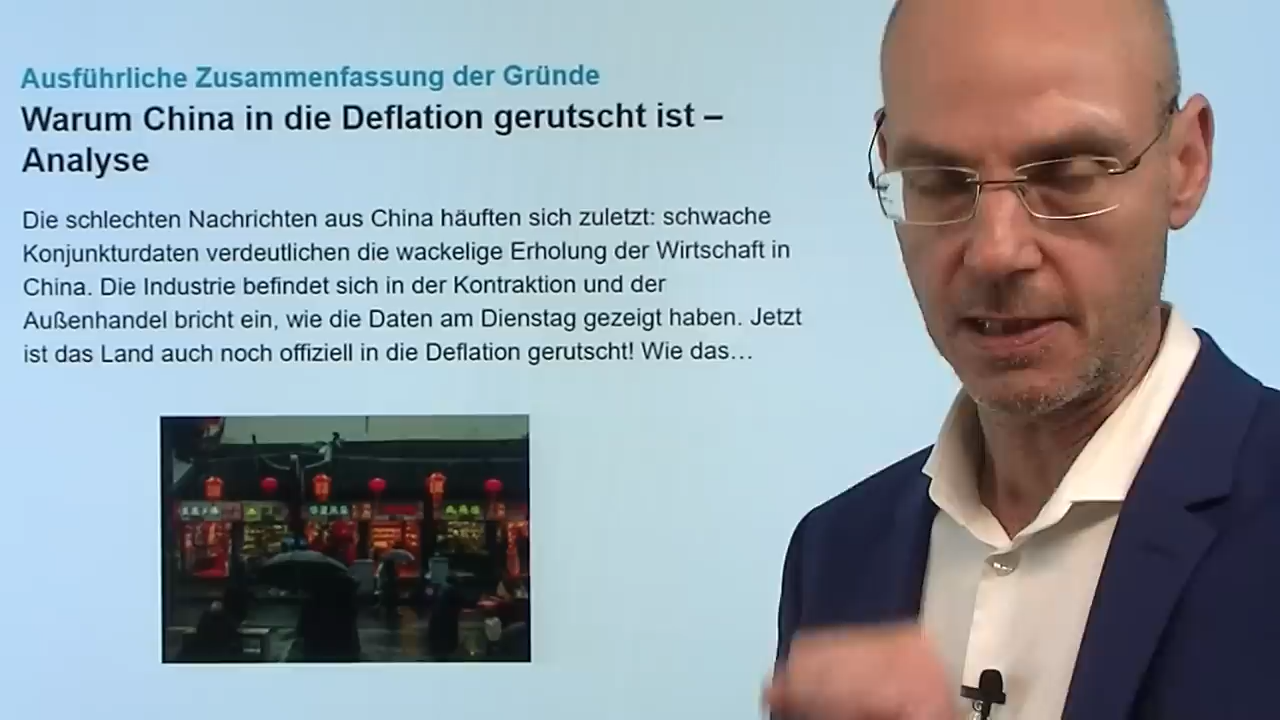 Ausführliche Zusammenfassung der Gründe
Warum China in die Deflation gerutscht ist –
Analyse
Die schlechten Nachrichten aus China häuften sich zuletzt: schwache
Konjunkturdaten verdeutlichen die wackelige Erholung der Wirtschaft in
China. Die Industrie befindet sich in der Kontraktion und der
Außenhandel bricht ein, wie die Daten am Dienstag gezeigt haben. Jetzt
ist das Land auch noch offiziell in die Deflation gerutscht! Wie das…